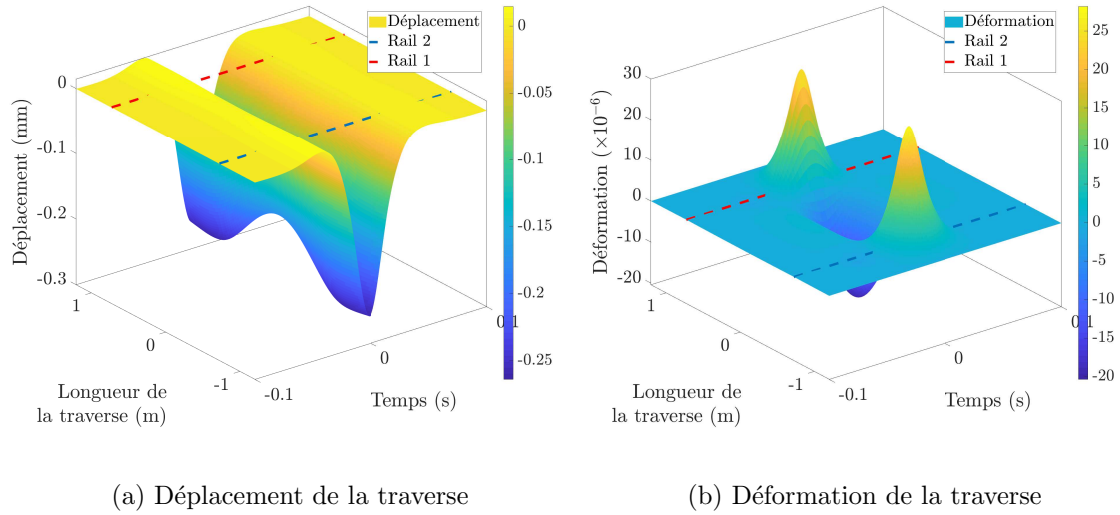 Déplacement
Rail 2
Rail 1
0
-0.1
-0.2
-0.3
Déplacement (mm)
1
0
-1
Longueur de
la traverse (m)
-0.1
0
0.1
Temps (s)
0
-0.05
-0.1
-0.15
-0.2
-0.25
(a) Déplacement de la traverse
Déformation
Rail 2
Rail 1
30
20
10
0
-10
-20
Déformation (×10⁻⁶)
1
0
-1
Longueur de
la traverse (m)
-0.1
0
0.1
Temps (s)
25
20
15
10
5
0
-5
-10
-15
-20
(b) Déformation de la traverse